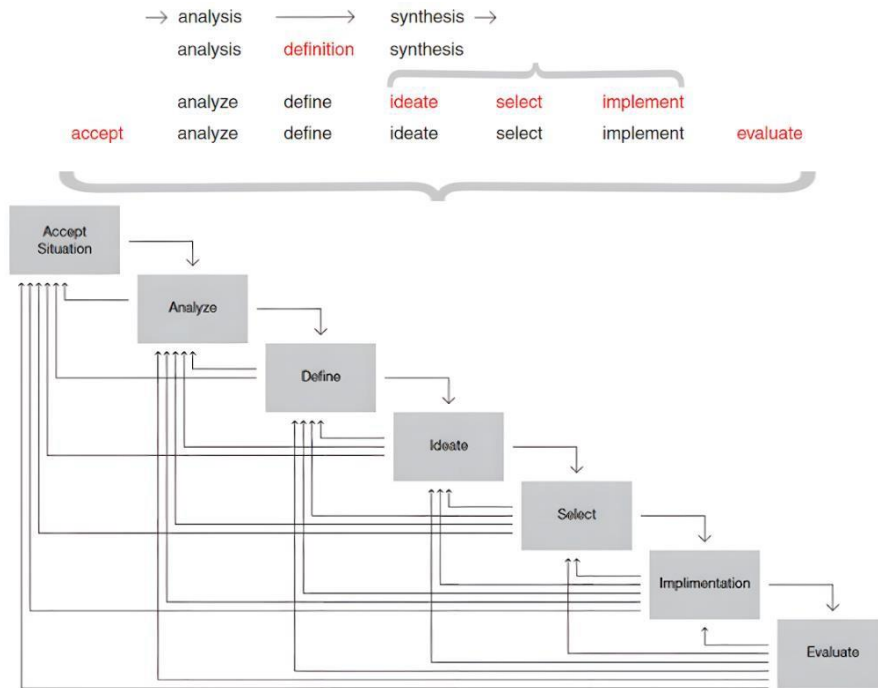 → analysis → synthesis →
analysis definition synthesis
analyze define ideate select implement
accept analyze define ideate select implement evaluate
Accept
Situation
Analyze
Define
Ideate
Select
Implimentation
Evaluate